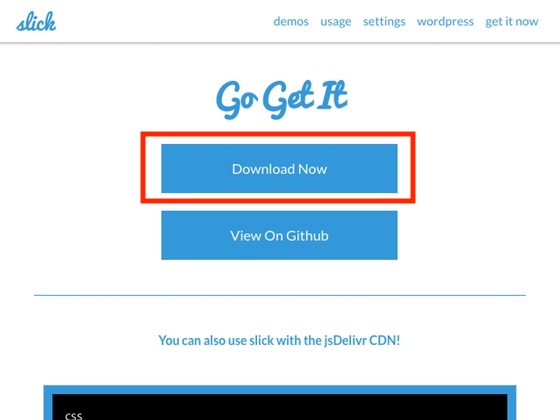 slick
demos usage settings wordpress get it now
Go Get It
Download Now
View On Github
You can also use slick with the jsDelivr CDN!
css